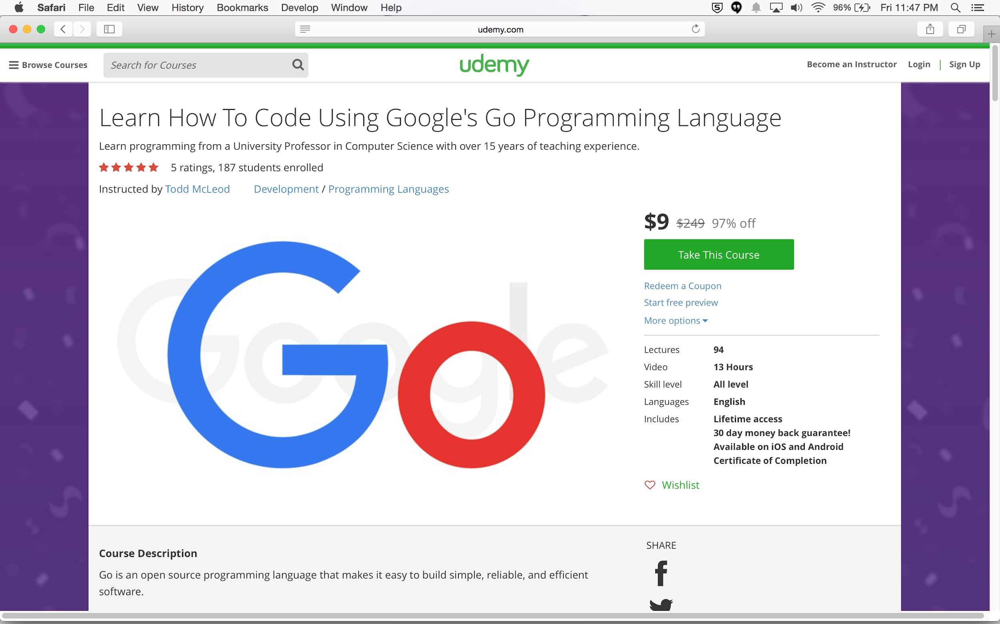 Safari File Edit View History Bookmarks Develop Window Help 96% Fri 11:47 PM
udemy.com
Browse Courses Search for Courses udemy Become an Instructor Login | Sign Up
Learn How To Code Using Google's Go Programming Language
Learn programming from a University Professor in Computer Science with over 15 years of teaching experience.
5 ratings, 187 students enrolled
Instructed by Todd McLeod Development / Programming Languages
Google
Go
$9 $249 97% off
Take This Course
Redeem a Coupon
Start free preview
More options
Lectures 94
Video 13 Hours
Skill level All level
Languages English
Includes Lifetime access
30 day money back guarantee!
Available on iOS and Android
Certificate of Completion
Wishlist
Course Description
Go is an open source programming language that makes it easy to build simple, reliable, and efficient
software.
SHARE